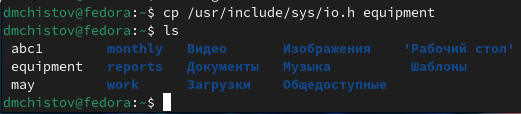 dmchistov@fedora:~$ cp /usr/include/sys/io.h equipment
dmchistov@fedora:~$ ls
abc1 monthly Видео Изображения 'Рабочий стол'
equipment reports Документы Музыка Шаблоны
may work Загрузки Общедоступные
dmchistov@fedora:~$